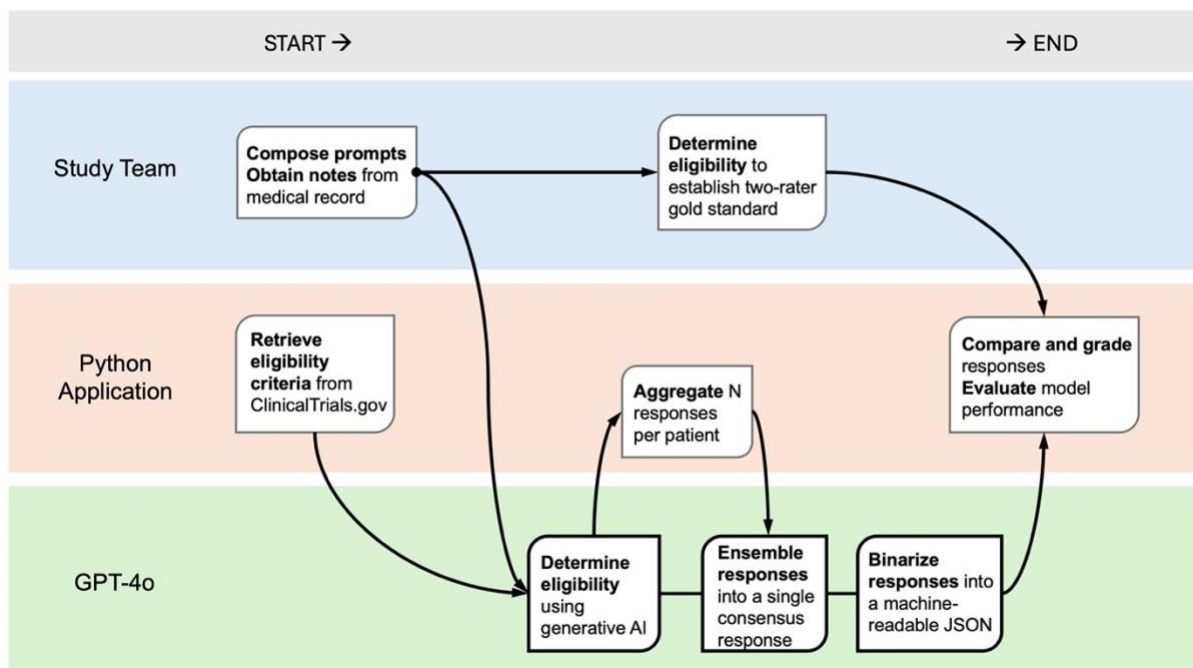 START →
→ END
Study Team
Compose prompts
Obtain notes from
medical record
Determine
eligibility to
establish two-rater
gold standard
Python
Application
Retrieve
eligibility
criteria from
ClinicalTrials.gov
Aggregate N
responses
per patient
Compare and grade
responses
Evaluate model
performance
GPT-4o
Determine
eligibility
using
generative AI
Ensemble
responses
into a single
consensus
response
Binarize
responses into
a machine-
readable JSON